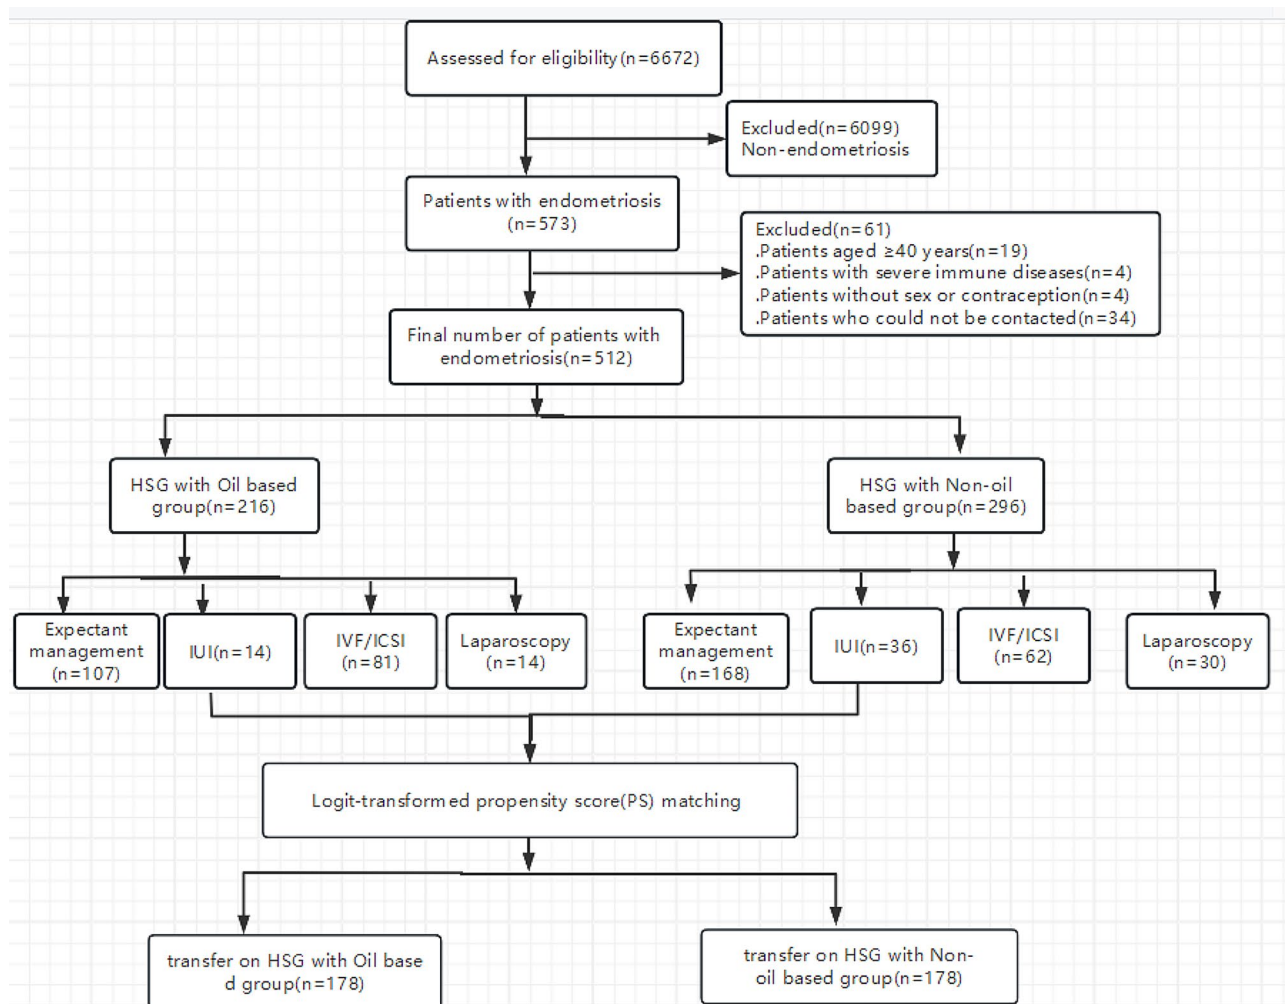 Assessed for eligibility(n=6672)
Excluded(n=6099)
Non-endometriosis
Patients with endometriosis
(n=573)
Excluded(n=61)
.Patients aged ≥40 years(n=19)
.Patients with severe immune diseases(n=4)
.Patients without sex or contraception(n=4)
.Patients who could not be contacted(n=34)
Final number of patients with
endometriosis(n=512)
HSG with Oil based
group(n=216)
HSG with Non-oil
based group(n=296)
Expectant
management
(n=107)
IUI(n=14)
IVF/ICSI
(n=81)
Laparoscopy
(n=14)
Expectant
management
(n=168)
IUI(n=36)
IVF/ICSI
(n=62)
Laparoscopy
(n=30)
Logit-transformed propensity score(PS) matching
transfer on HSG with Oil base
d group(n=178)
transfer on HSG with Non-
oil based group(n=178)